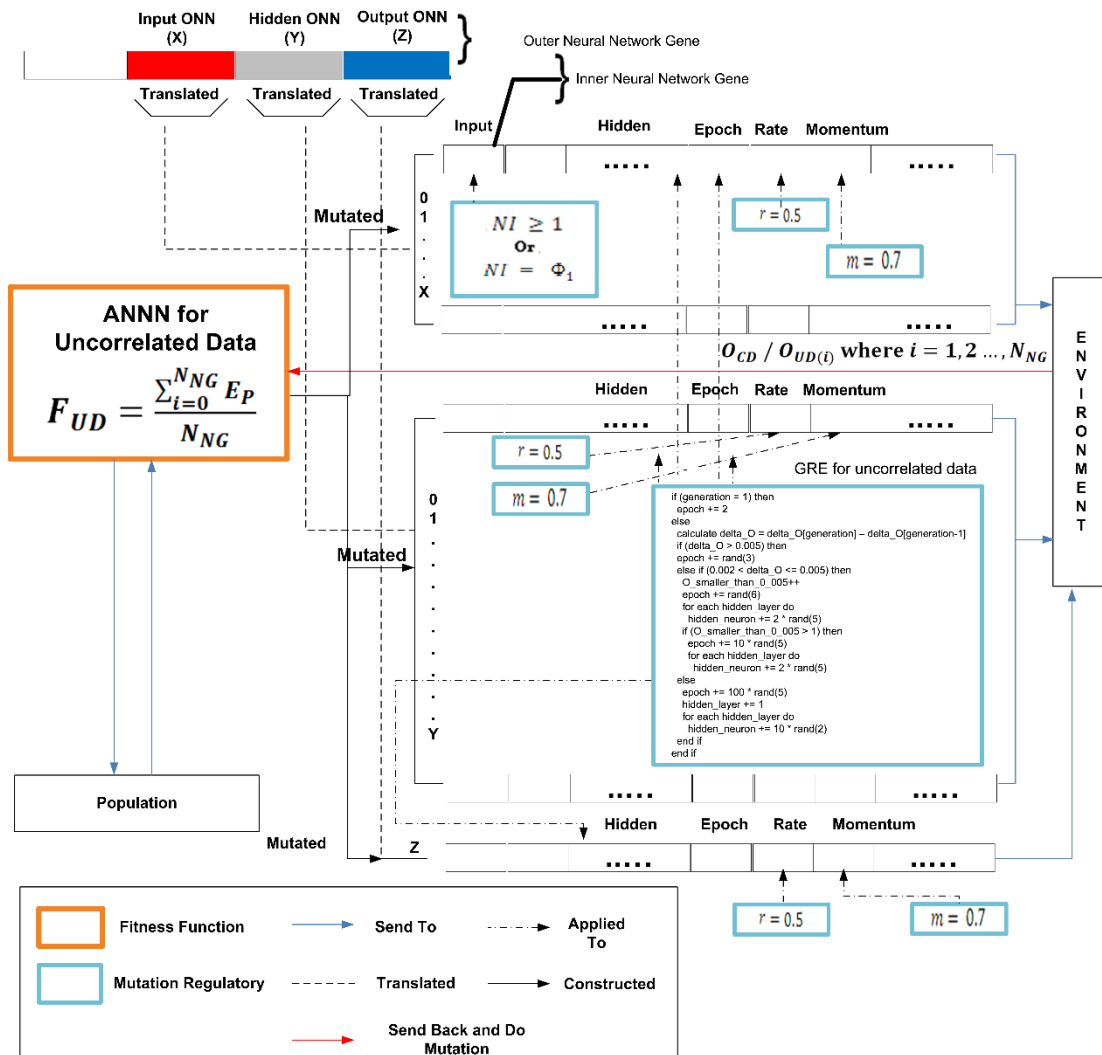 Input ONN (X)
Hidden ONN (Y)
Output ONN (Z)
Outer Neural Network Gene
Inner Neural Network Gene
Translated
Translated
Translated
Input
Hidden
Epoch
Rate
Momentum
.....
.....
Mutated
0
1
.
.
.
.
X
NI ≥ 1
Or
NI = Φ₁
r = 0.5
m = 0.7
.....
.....
ANNN for
Uncorrelated Data
F_UD = ∑_{i=0}^{N_NG} E_P / N_NG
O_CD / O_UD(i) where i = 1, 2 …, N_NG
ENVIRONMENT
Hidden
Epoch
Rate
Momentum
.....
.....
r = 0.5
m = 0.7
GRE for uncorrelated data
0
1
.
.
.
.
.
.
.
.
.
.
Y
Mutated
if (generation = 1) then
epoch += 2
else
calculate delta_O = delta_O[generation] – delta_O[generation-1]
if (delta_O > 0.005) then
epoch += rand(3)
else if (0.002 < delta_O <= 0.005) then
O_smaller_than_0_005++
epoch += rand(6)
for each hidden_layer do
hidden_neuron += 2 * rand(5)
if (O_smaller_than_0_005 > 1) then
epoch += 10 * rand(5)
for each hidden_layer do
hidden_neuron += 2 * rand(5)
else
epoch += 100 * rand(5)
hidden_layer += 1
for each hidden_layer do
hidden_neuron += 10 * rand(2)
end if
end if
.....
.....
Population
Hidden
Epoch
Rate
Momentum
Mutated
Z
.....
.....
r = 0.5
m = 0.7
Fitness Function
Send To
Applied
To
Mutation Regulatory
Translated
Constructed
Send Back and Do
Mutation